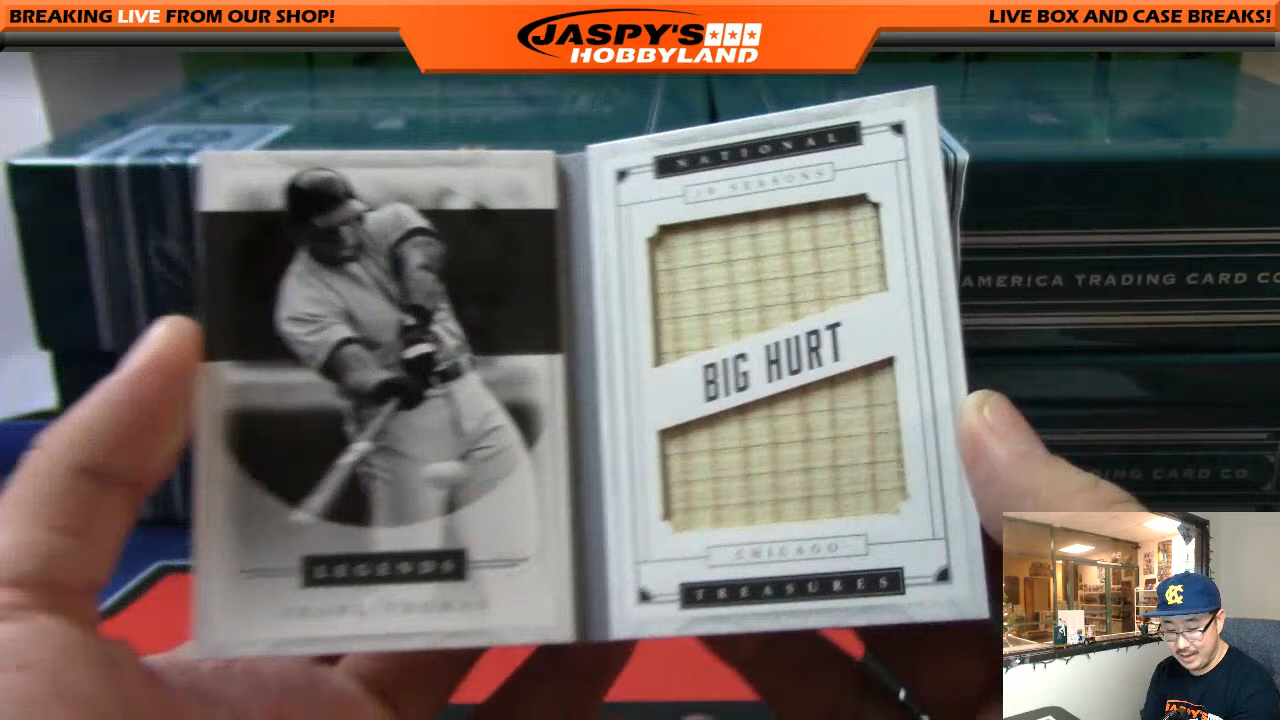 BREAKING LIVE FROM OUR SHOP!
JASPY'S
HOBBYLAND
LIVE BOX AND CASE BREAKS!
NATIONAL
19 SEASONS
BIG HURT
CHICAGO
TREASURES
LEGENDS
AMERICA TRADING CARD CO
DING CARD CO
JASPY'S